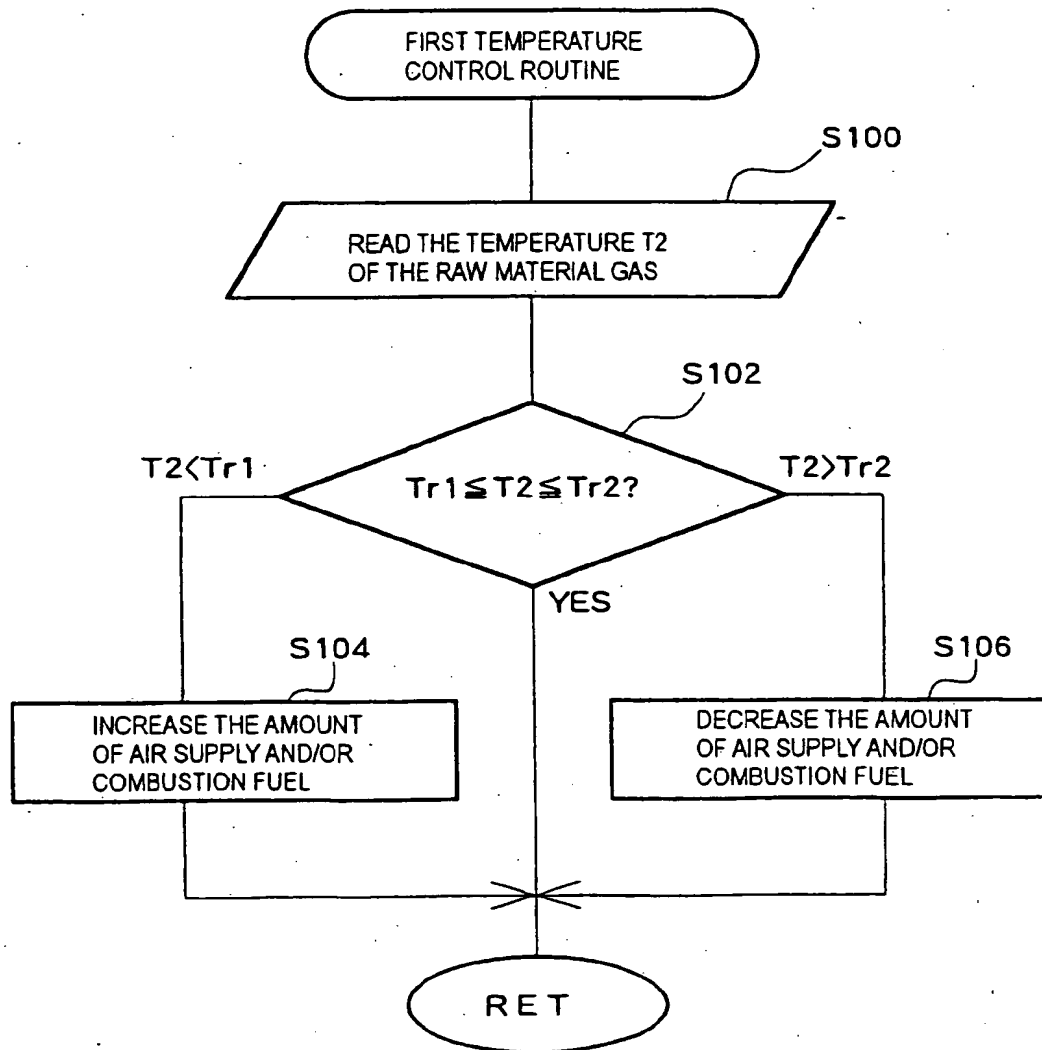 FIRST TEMPERATURE
CONTROL ROUTINE
S100
READ THE TEMPERATURE T2
OF THE RAW MATERIAL GAS
S102
T2<Tr1
Tr1≦T2≦Tr2?
T2>Tr2
YES
S104
S106
INCREASE THE AMOUNT
OF AIR SUPPLY AND/OR
COMBUSTION FUEL
DECREASE THE AMOUNT
OF AIR SUPPLY AND/OR
COMBUSTION FUEL
RET